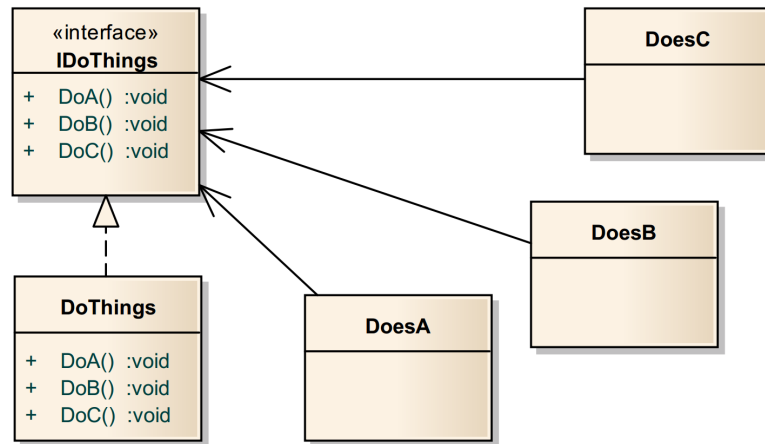 «interface»
IDoThings
+ DoA() :void
+ DoB() :void
+ DoC() :void
DoesC
DoesB
DoThings
+ DoA() :void
+ DoB() :void
+ DoC() :void
DoesA